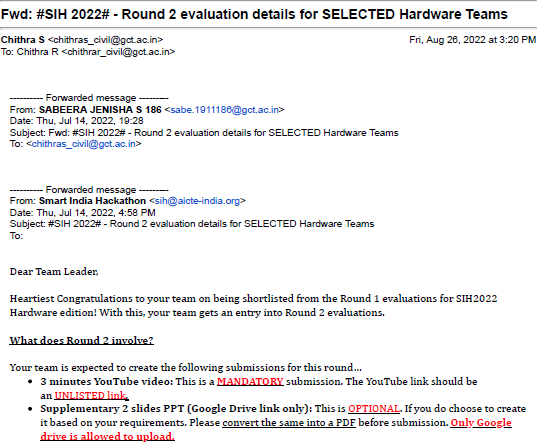 Fwd: #SIH 2022# - Round 2 evaluation details for SELECTED Hardware Teams
Chithra S <chithras_civil@gct.ac.in> Fri, Aug 26, 2022 at 3:20 PM
To: Chithra R <chithrar_civil@gct.ac.in>
---------- Forwarded message ---------
From: SABEERA JENISHA S 186 <sabe.1911186@gct.ac.in>
Date: Thu, Jul 14, 2022, 19:28
Subject: Fwd: #SIH 2022# - Round 2 evaluation details for SELECTED Hardware Teams
To: <chithras_civil@gct.ac.in>
---------- Forwarded message ---------
From: Smart India Hackathon <sih@aicte-india.org>
Date: Thu, Jul 14, 2022, 4:58 PM
Subject: #SIH 2022# - Round 2 evaluation details for SELECTED Hardware Teams
To:
Dear Team Leader,
Heartiest Congratulations to your team on being shortlisted from the Round 1 evaluations for SIH2022
Hardware edition! With this, your team gets an entry into Round 2 evaluations.
What does Round 2 involve?
Your team is expected to create the following submissions for this round...
• 3 minutes YouTube video: This is a MANDATORY submission. The YouTube link should be
an UNLISTED link.
• Supplementary 2 slides PPT (Google Drive link only): This is OPTIONAL. If you do choose to create
it based on your requirements. Please convert the same into a PDF before submission. Only Google
drive is allowed to upload.